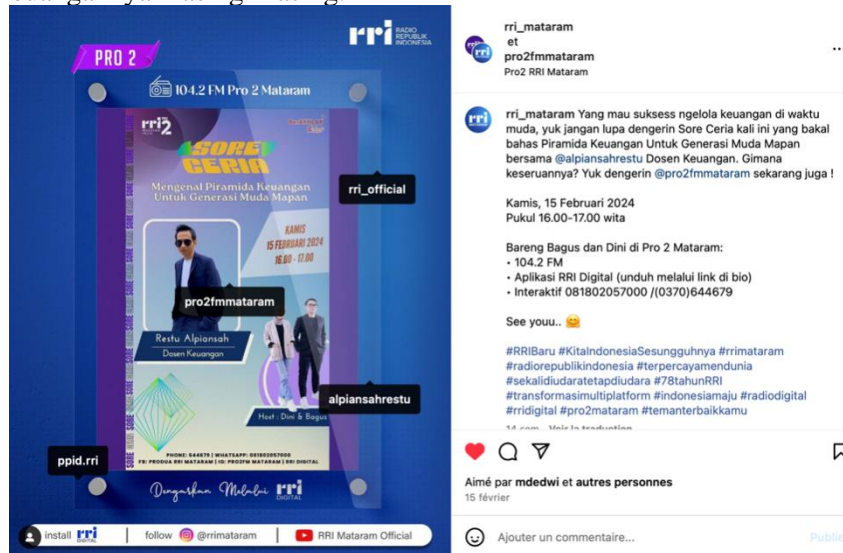 rri RADIO
REPUBLIK
INDONESIA
PRO 2
104.2 FM Pro 2 Mataram
rri2
SORE
CERIA
Mengenal Piramida Keuangan
Untuk Generasi Muda Mapan
rri_official
KAMIS
15 FEBRUARI 2024
16.00 - 17.00
pro2fmmataram
Restu Alpiansah
Dosen Keuangan
alpiansahrestu
Host : Dini & Bagus
ppid.rri
PHONE: 644679 | WHATSAPP: 081802057000
FB: PRODUA RRI MATARAM | IG: PRO2FM MATARAM | RRI DIGITAL
Dengarkan Melalui rri
DIGITAL
install rri DIGITAL | follow @rrimataram | RRI Mataram Official
rri_mataram
et
pro2fmmataram
Pro2 RRI Mataram
rri_mataram Yang mau suksess ngelola keuangan di waktu
muda, yuk jangan lupa dengerin Sore Ceria kali ini yang bakal
bahas Piramida Keuangan Untuk Generasi Muda Mapan
bersama @alpiansahrestu Dosen Keuangan. Gimana
keseruannya? Yuk dengerin @pro2fmmataram sekarang juga !
Kamis, 15 Februari 2024
Pukul 16.00-17.00 wita
Bareng Bagus dan Dini di Pro 2 Mataram:
• 104.2 FM
• Aplikasi RRI Digital (unduh melalui link di bio)
• Interaktif 081802057000 /(0370)644679
See youu.. 🤗
#RRIBaru #KitaIndonesiaSesungguhnya #rrimataram
#radiorepublikindonesia #terpercayamendunia
#sekalidiudaratetapdiudara #78tahunRRI
#transformasimultiplatform #indonesiamaju #radiodigital
#rridigital #pro2mataram #temanterbaikkamu
Voir la traduction
Aimé par mdedwi et autres personnes
15 février
Ajouter un commentaire...